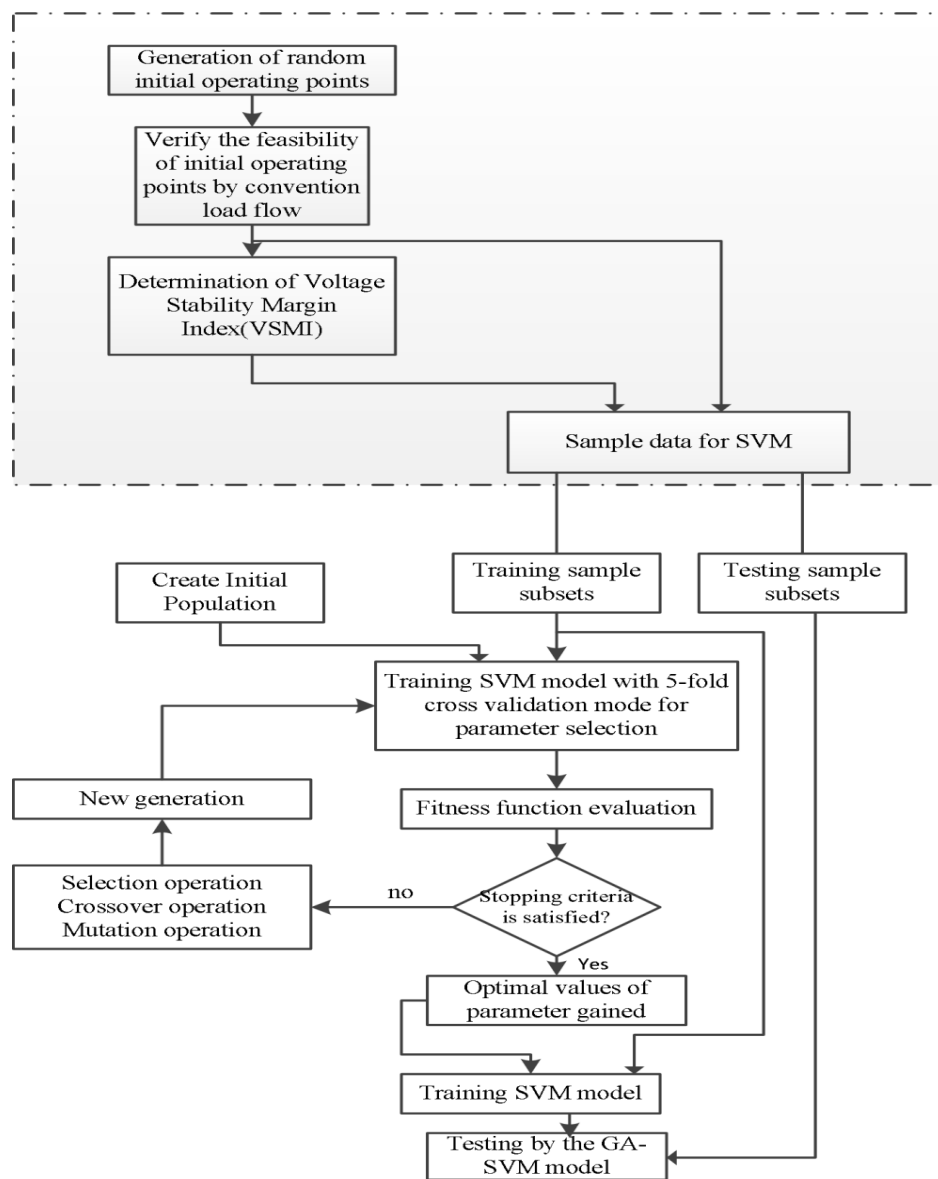 Generation of random
initial operating points
Verify the feasibility
of initial operating
points by convention
load flow
Determination of Voltage
Stability Margin
Index(VSMI)
Sample data for SVM
Training sample
subsets
Testing sample
subsets
Create Initial
Population
Training SVM model with 5-fold
cross validation mode for
parameter selection
New generation
Fitness function evaluation
Selection operation
Crossover operation
Mutation operation
no
Stopping criteria
is satisfied?
Yes
Optimal values of
parameter gained
Training SVM model
Testing by the GA-
SVM model